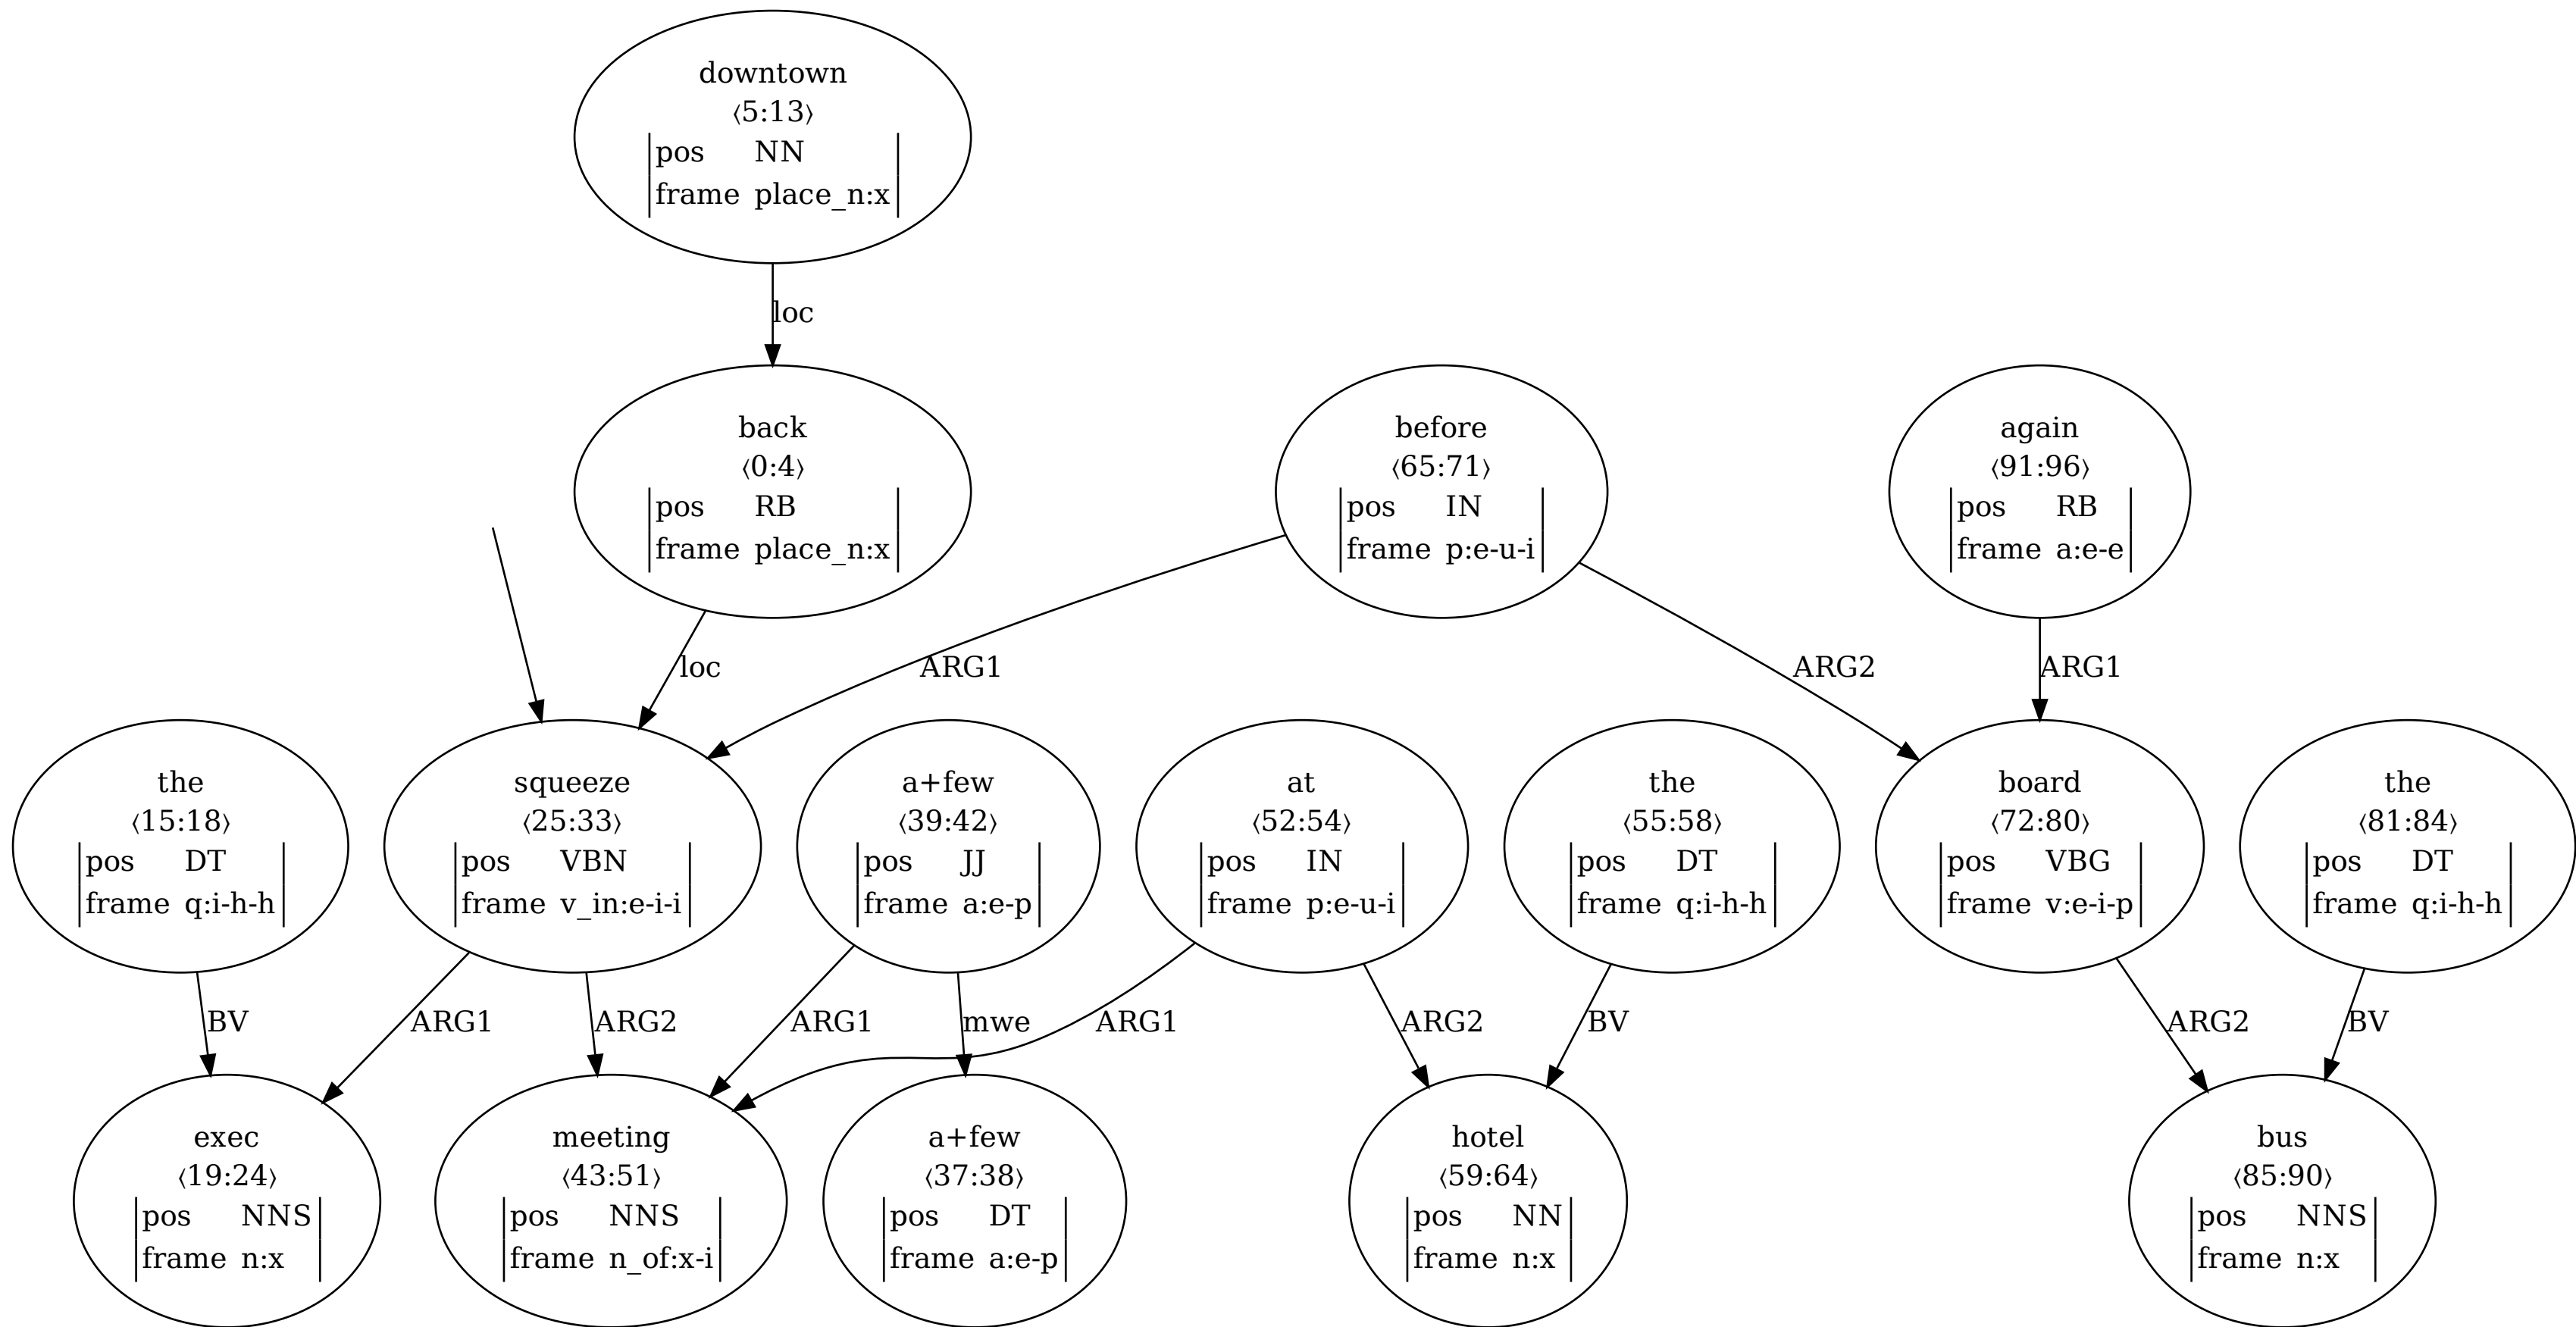 downtown
⟨5:13⟩
pos NN
frame place_n:x
loc
back
⟨0:4⟩
pos RB
frame place_n:x
before
⟨65:71⟩
pos IN
frame p:e-u-i
again
⟨91:96⟩
pos RB
frame a:e-e
loc
ARG1
ARG2
ARG1
the
⟨15:18⟩
pos DT
frame q:i-h-h
squeeze
⟨25:33⟩
pos VBN
frame v_in:e-i-i
a+few
⟨39:42⟩
pos JJ
frame a:e-p
at
⟨52:54⟩
pos IN
frame p:e-u-i
the
⟨55:58⟩
pos DT
frame q:i-h-h
board
⟨72:80⟩
pos VBG
frame v:e-i-p
the
⟨81:84⟩
pos DT
frame q:i-h-h
BV
ARG1
ARG2
ARG1
mwe
ARG1
ARG2
BV
ARG2
BV
exec
⟨19:24⟩
pos NNS
frame n:x
meeting
⟨43:51⟩
pos NNS
frame n_of:x-i
a+few
⟨37:38⟩
pos DT
frame a:e-p
hotel
⟨59:64⟩
pos NN
frame n:x
bus
⟨85:90⟩
pos NNS
frame n:x